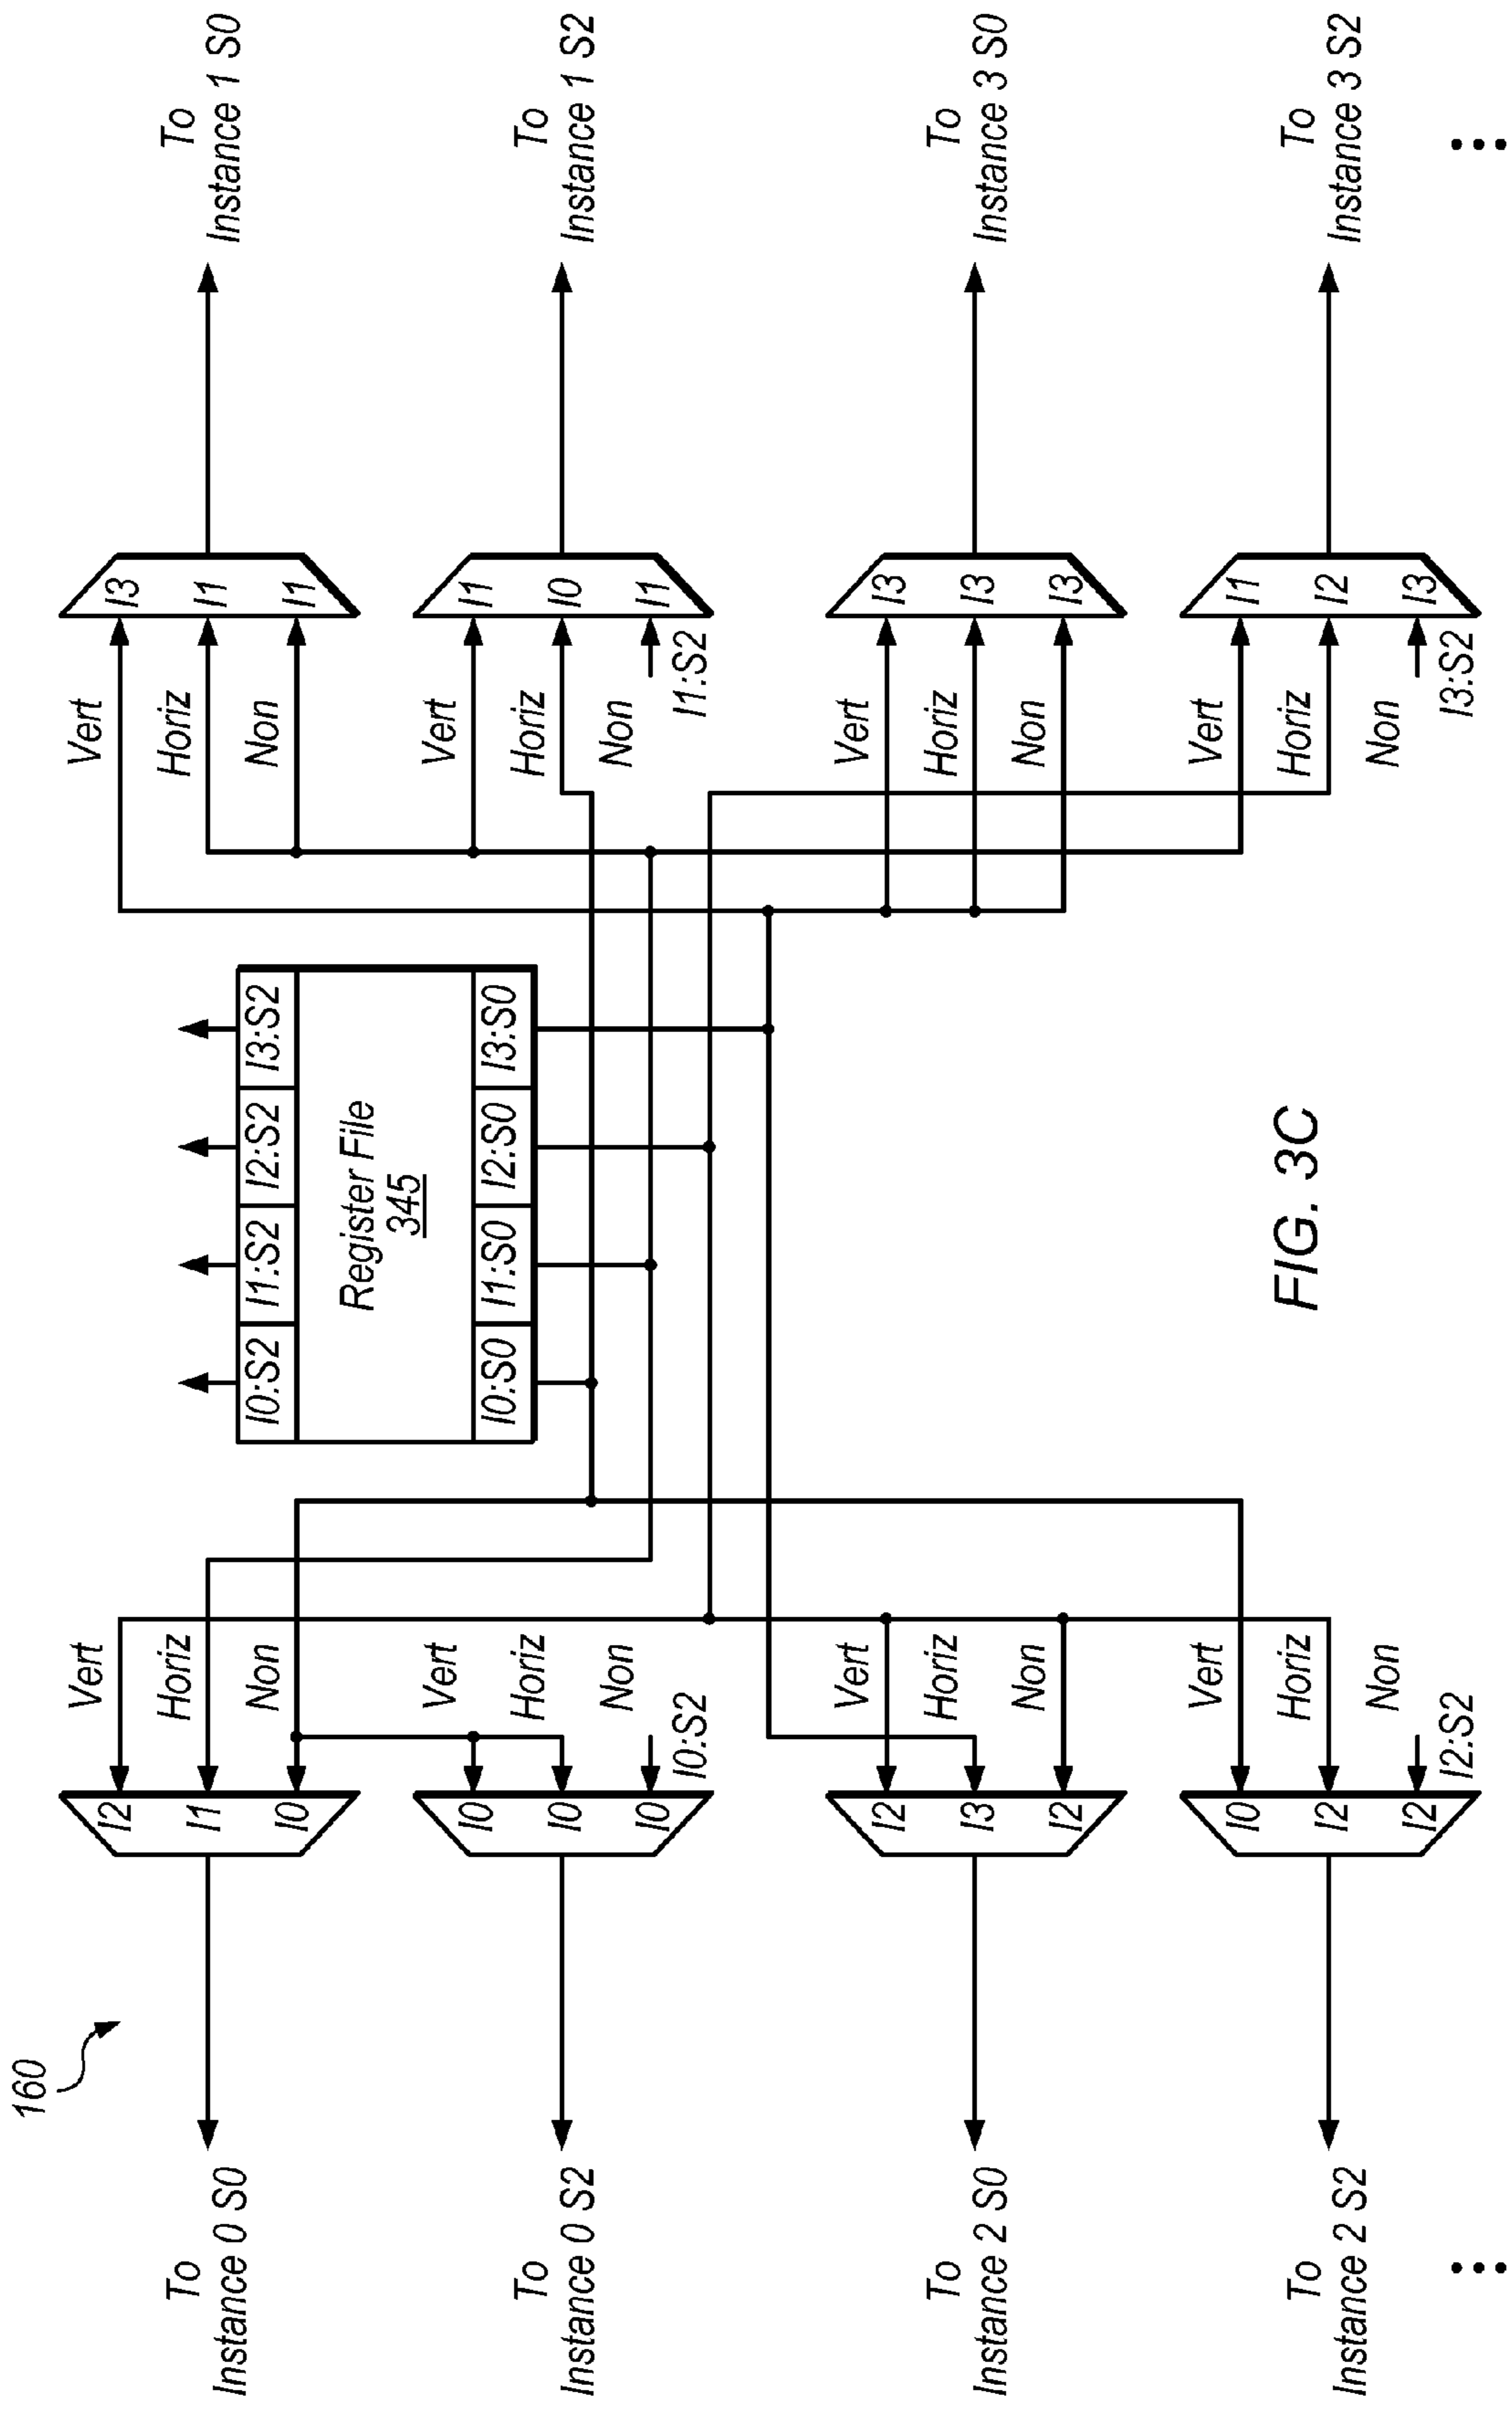 160
To
Instance 0 S0
Vert
Horiz
Non
I2
I1
I0
To
Instance 0 S2
Vert
Horiz
Non
I0:S2
I0
I0
I0
To
Instance 2 S0
Vert
Horiz
Non
I2
I3
I2
To
Instance 2 S2
Vert
Horiz
Non
I2:S2
I0
I2
I2
I0:S2
I1:S2
I2:S2
I3:S2
Register File
345
I0:S0
I1:S0
I2:S0
I3:S0
Vert
Horiz
Non
I3
I1
I1
To
Instance 1 S0
Vert
Horiz
Non
I1:S2
I1
I0
I1
To
Instance 1 S2
Vert
Horiz
Non
I3
I3
I3
To
Instance 3 S0
Vert
Horiz
Non
I3:S2
I1
I2
I3
To
Instance 3 S2
FIG. 3C